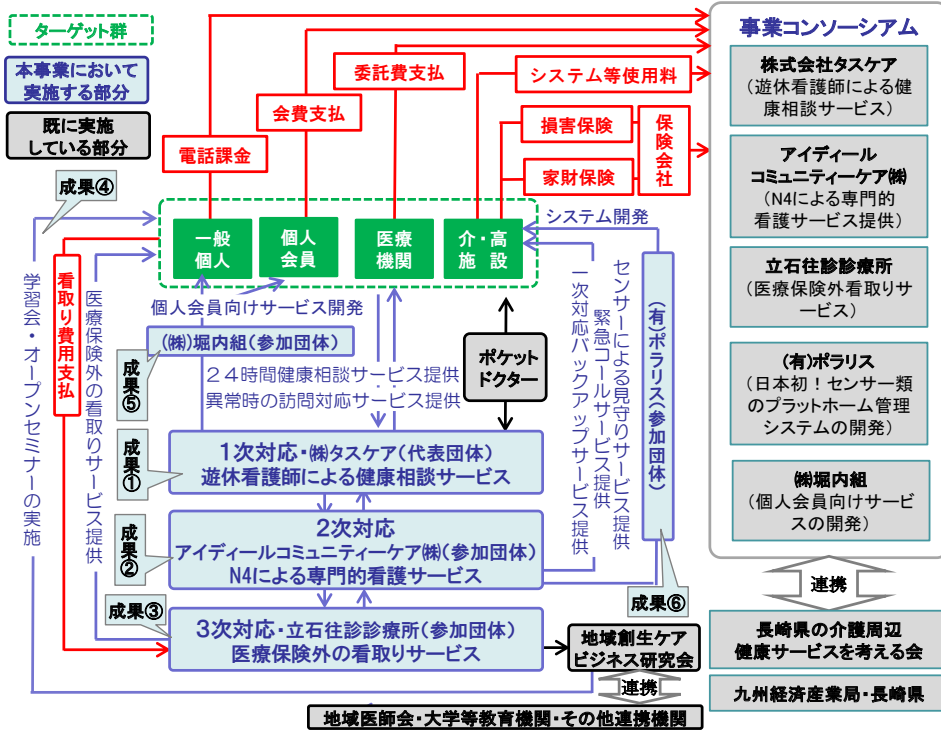 ターゲット群
本事業において
実施する部分
既に実施
している部分
成果④
電話課金
会費支払
委託費支払
システム等使用料
損害保険
家財保険
保険会社
一般
個人
個人
会員
医療
機関
介・高
施設
システム開発
学習会・オープンセミナーの実施
看取り費用支払
医療保険外の看取りサービス提供
個人会員向けサービス開発
(㈱)堀内組(参加団体)
成果⑤
24時間健康相談サービス提供
異常時の訪問対応サービス提供
ポケット
ドクター
一次対応バックアップサービス提供
緊急コールサービス提供
センサーによる見守りサービス提供
(有)ポラリス(参加団体)
成果①
1次対応・㈱タスケア(代表団体)
遊休看護師による健康相談サービス
成果②
2次対応
アイディールコミュニティーケア㈱(参加団体)
N4による専門的看護サービス
成果③
3次対応・立石往診診療所(参加団体)
医療保険外の看取りサービス
成果⑥
地域創生ケア
ビジネス研究会
連携
地域医師会・大学等教育機関・その他連携機関
事業コンソーシアム
株式会社タスケア
(遊休看護師による健
康相談サービス)
アイディール
コミュニティーケア㈱
(N4による専門的
看護サービス提供)
立石往診診療所
(医療保険外看取りサー
ビス)
(有)ポラリス
(日本初!センサー類
のプラットホーム管理
システムの開発)
㈱堀内組
(個人会員向けサービ
スの開発)
連携
長崎県の介護周辺
健康サービスを考える会
九州経済産業局・長崎県